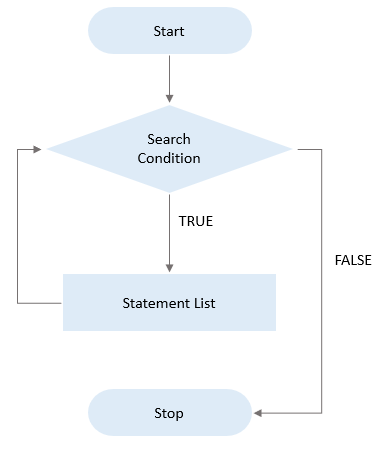 Start
Search
Condition
TRUE
FALSE
Statement List
Stop